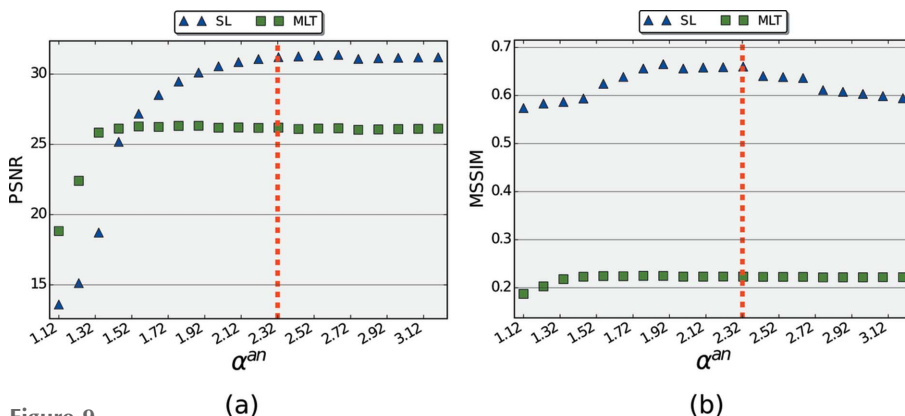 SL MLT
PSNR
30
25
20
15
1.12 1.32 1.52 1.72 1.92 2.12 2.32 2.52 2.72 2.92 3.12
α^an
(a)
SL MLT
MSSIM
0.7
0.6
0.5
0.4
0.3
0.2
1.12 1.32 1.52 1.72 1.92 2.12 2.32 2.52 2.72 2.92 3.12
α^an
(b)
Figure 9